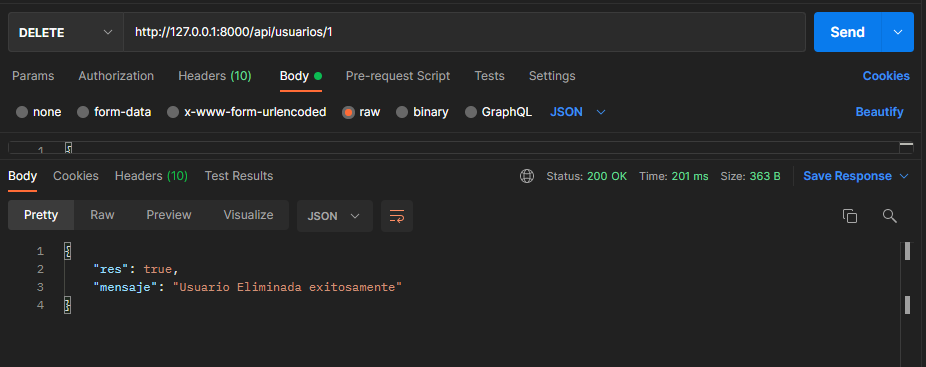 DELETE http://127.0.0.1:8000/api/usuarios/1 Send
Params Authorization Headers (10) Body Pre-request Script Tests Settings Cookies
none form-data x-www-form-urlencoded raw binary GraphQL JSON Beautify
1 {
Body Cookies Headers (10) Test Results Status: 200 OK Time: 201 ms Size: 363 B Save Response
Pretty Raw Preview Visualize JSON
1 {
2 "res": true,
3 "mensaje": "Usuario Eliminada exitosamente"
4 }